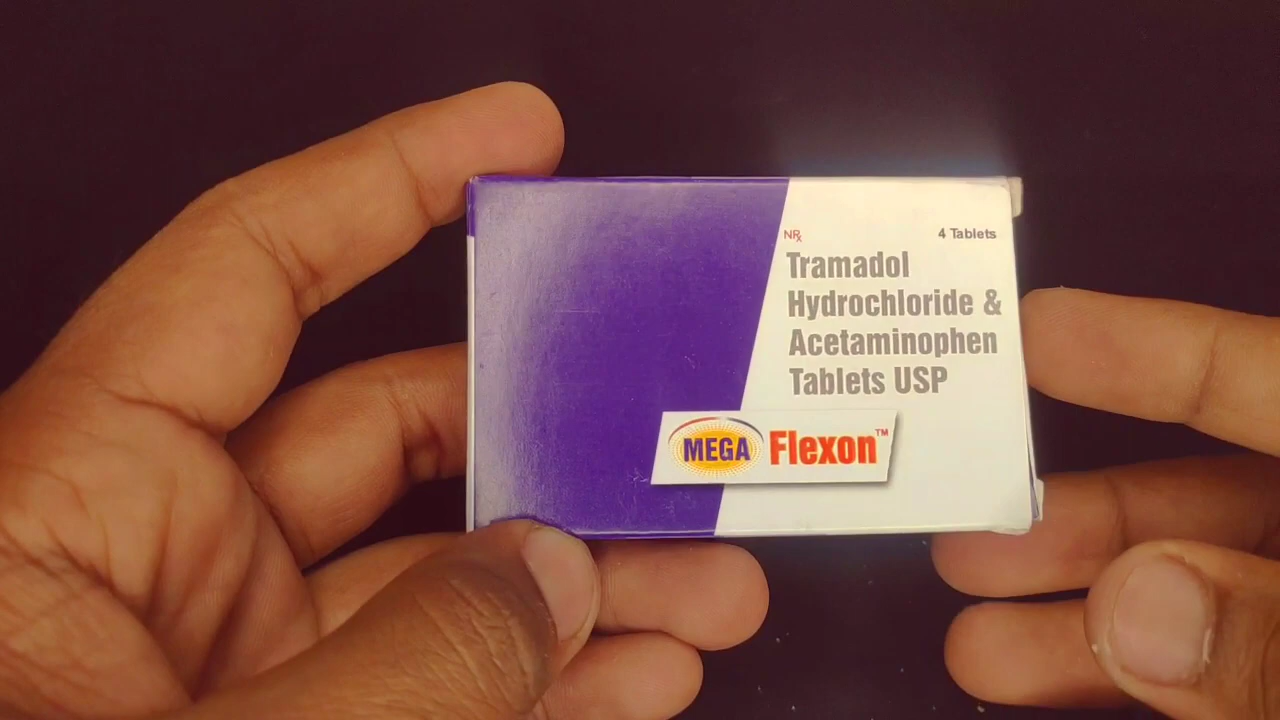 NRx
4 Tablets
Tramadol
Hydrochloride &
Acetaminophen
Tablets USP
MEGA Flexon™